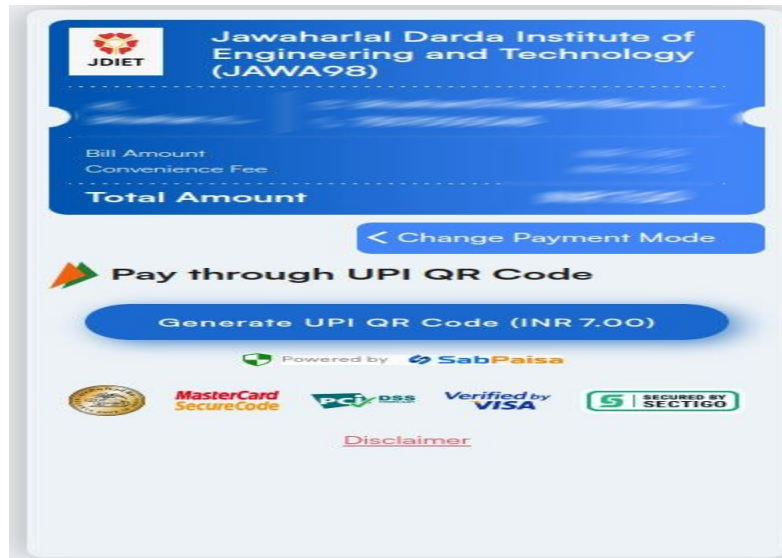 JDIET
Jawaharlal Darda Institute of
Engineering and Technology
(JAWA98)
Bill Amount
Convenience Fee
Total Amount
< Change Payment Mode
Pay through UPI QR Code
Generate UPI QR Code (INR 7.00)
Powered by SabPaisa
MasterCard
SecureCode
PCI DSS
Verified by
VISA
SECURED BY
SECTIGO
Disclaimer